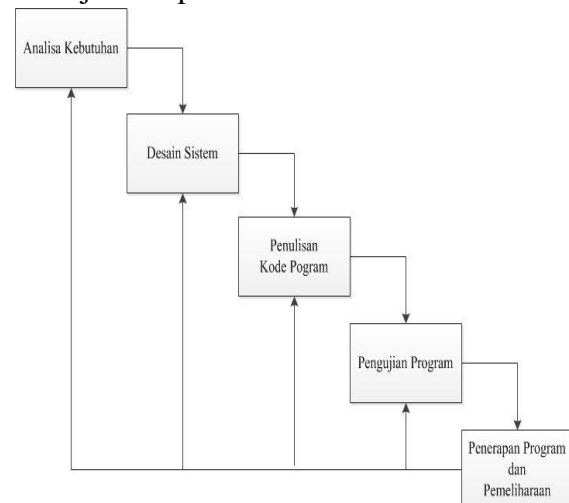 Analisa Kebutuhan
Desain Sistem
Penulisan
Kode Pogram
Pengujian Program
Penerapan Program
dan
Pemeliharaan